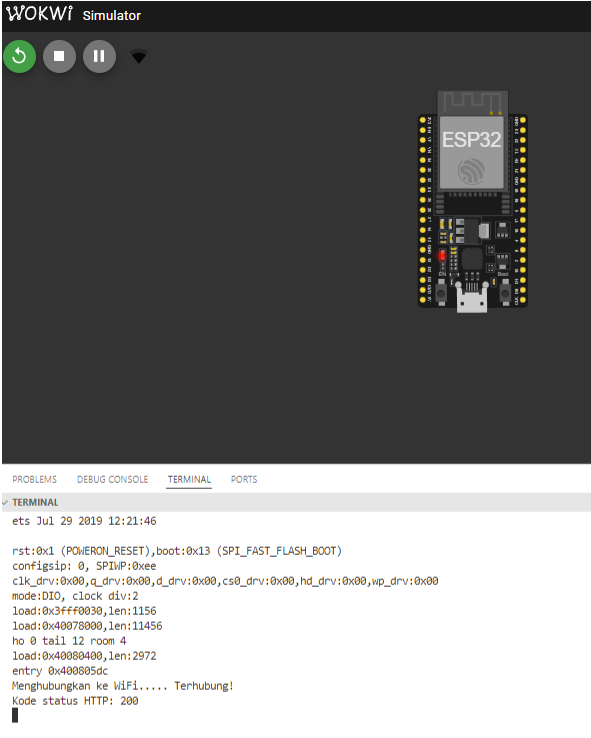 WOKWi Simulator
ESP32
EN
Boot
PROBLEMS DEBUG CONSOLE TERMINAL PORTS
TERMINAL
ets Jul 29 2019 12:21:46
rst:0x1 (POWERON_RESET),boot:0x13 (SPI_FAST_FLASH_BOOT)
configsip: 0, SPIWP:0xee
clk_drv:0x00,q_drv:0x00,d_drv:0x00,cs0_drv:0x00,hd_drv:0x00,wp_drv:0x00
mode:DIO, clock div:2
load:0x3fff0030,len:1156
load:0x40078000,len:11456
ho 0 tail 12 room 4
load:0x40080400,len:2972
entry 0x400805dc
Menghubungkan ke WiFi..... Terhubung!
Kode status HTTP: 200